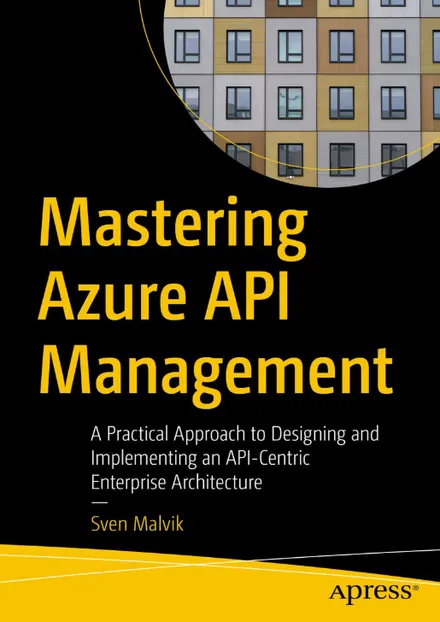 Mastering
Azure API
Management
A Practical Approach to Designing and
Implementing an API-Centric
Enterprise Architecture
Sven Malvik
Apress®